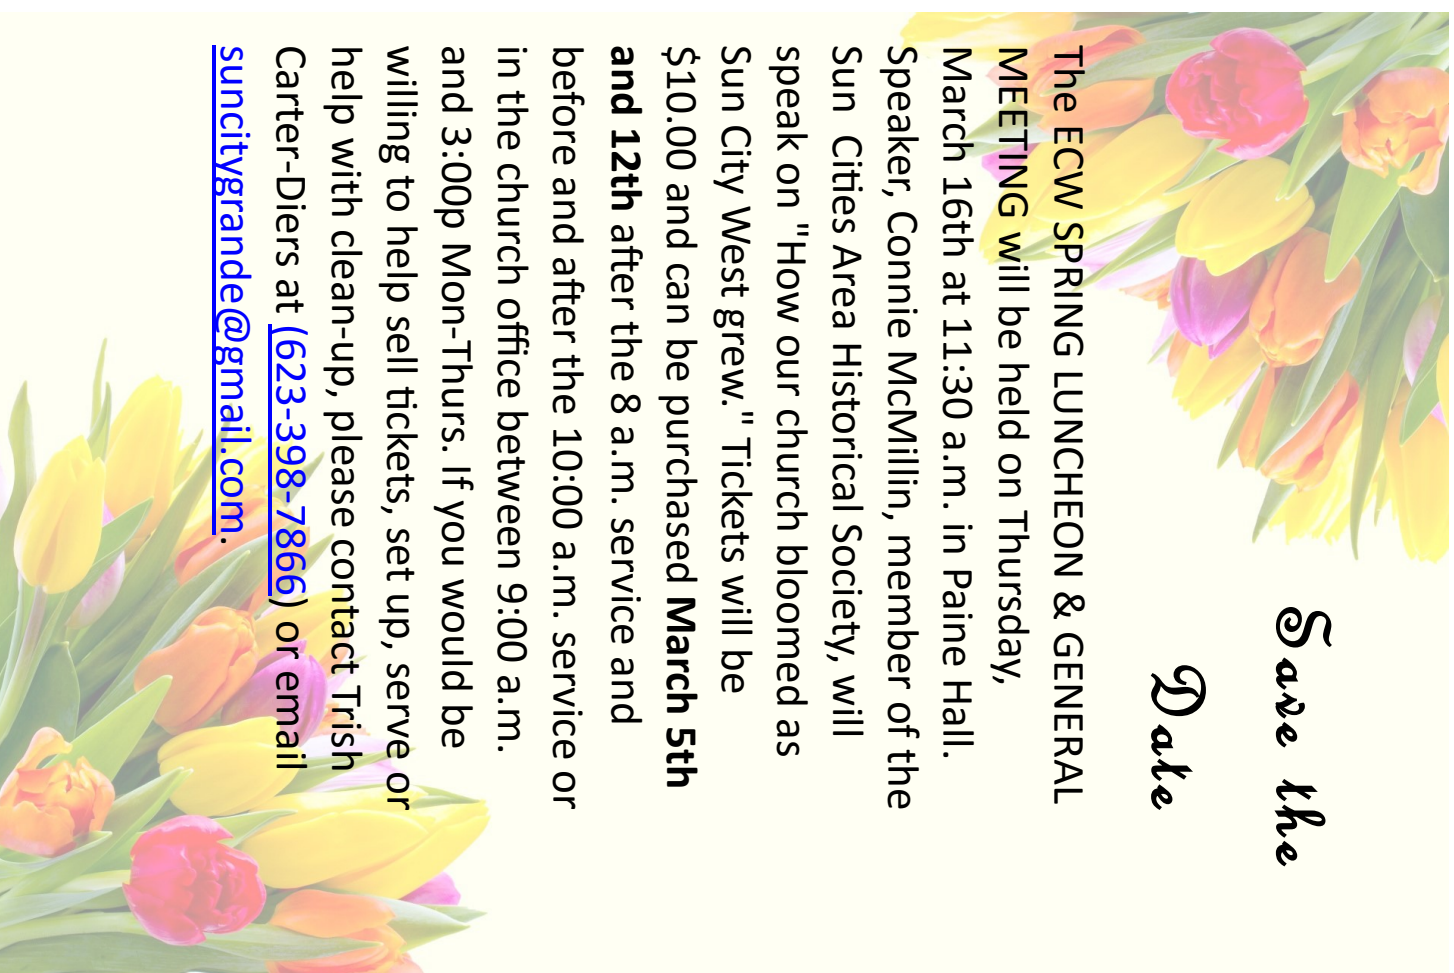 Save the
Date
The ECW SPRING LUNCHEON & GENERAL
MEETING will be held on Thursday,
March 16th at 11:30 a.m. in Paine Hall.
Speaker, Connie McMillin, member of the
Sun  Cities Area Historical Society, will
speak on "How our church bloomed as
Sun City West grew." Tickets will be
$10.00 and can be purchased March 5th
and 12th after the 8 a.m. service and
before and after the 10:00 a.m. service or
in the church office between 9:00 a.m.
and 3:00p Mon-Thurs. If you would be
willing to help sell tickets, set up, serve or
help with clean-up, please contact Trish
Carter-Diers at (623-398-7866) or email
suncitygrande@gmail.com.